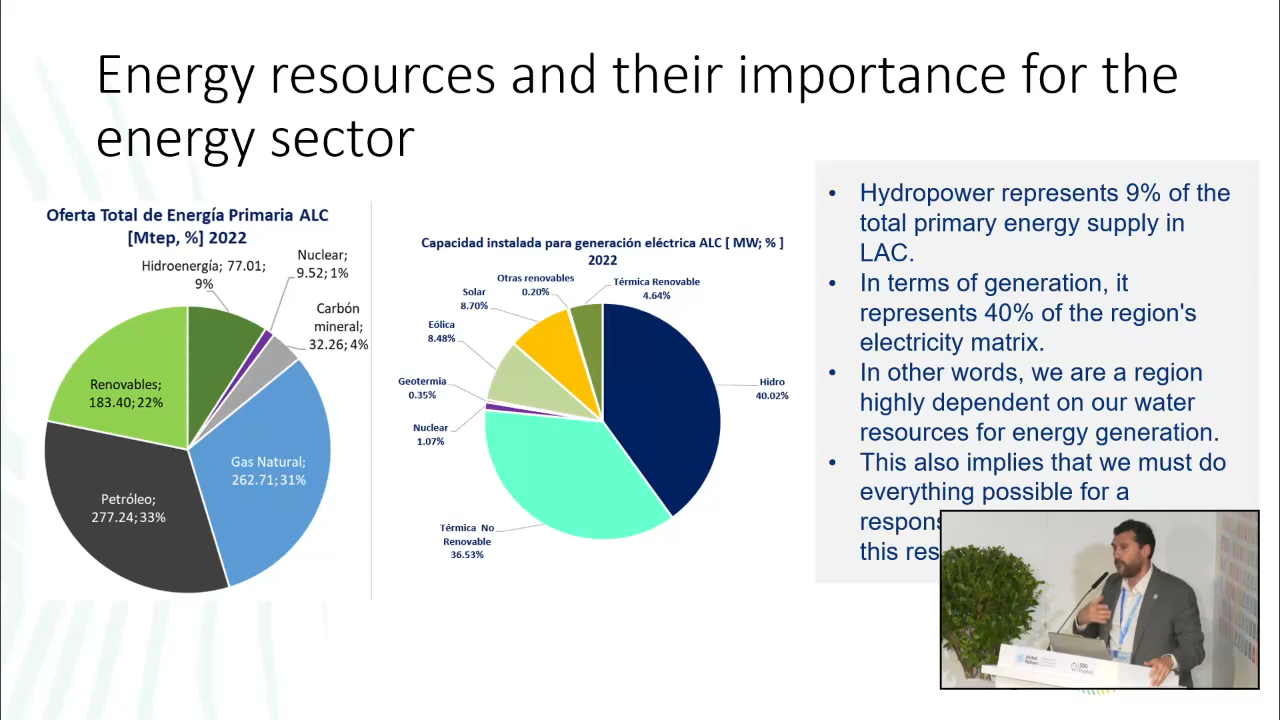 Energy resources and their importance for the
energy sector
Oferta Total de Energía Primaria ALC
[Mtep, %] 2022
Hidroenergía; 77.01;
9%
Nuclear;
9.52; 1%
Carbón
mineral;
32.26; 4%
Renovables;
183.40; 22%
Gas Natural;
262.71; 31%
Petróleo;
277.24; 33%
Capacidad instalada para generación eléctrica ALC [ MW; % ]
2022
Otras renovables
0.20%
Térmica Renovable
4.64%
Solar
8.70%
Eólica
8.48%
Geotermia
0.35%
Nuclear
1.07%
Hidro
40.02%
Térmica No
Renovable
36.53%
• Hydropower represents 9% of the
total primary energy supply in
LAC.
• In terms of generation, it
represents 40% of the region's
electricity matrix.
• In other words, we are a region
highly dependent on our water
resources for energy generation.
• This also implies that we must do
everything possible for a
respons
this res
United
Nations
SDG